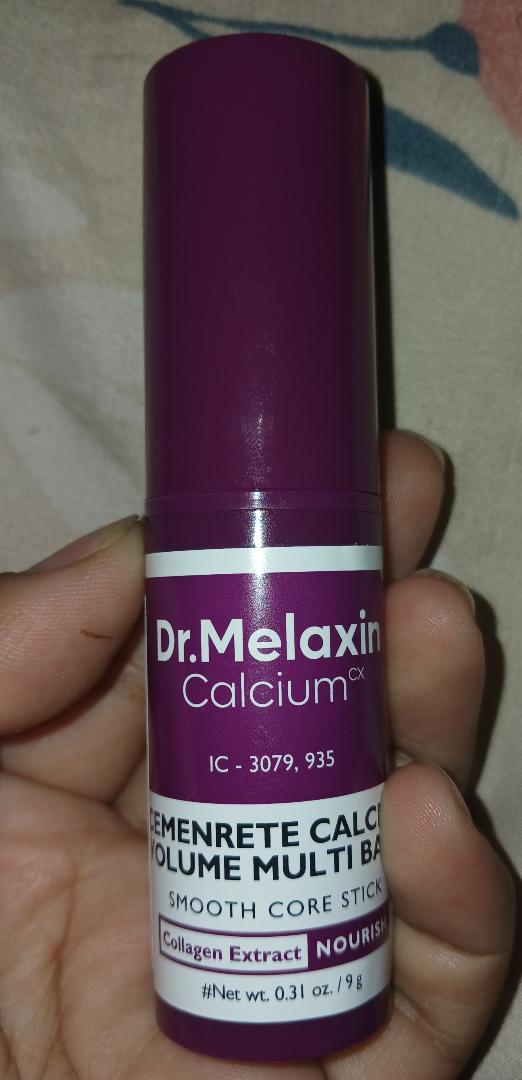 Dr.Melaxin
Calcium CX
IC - 3079, 935
CEMENRETE CALCI
VOLUME MULTI BA
SMOOTH CORE STICK
Collagen Extract NOURISH
#Net wt. 0.31 oz. / 9 g